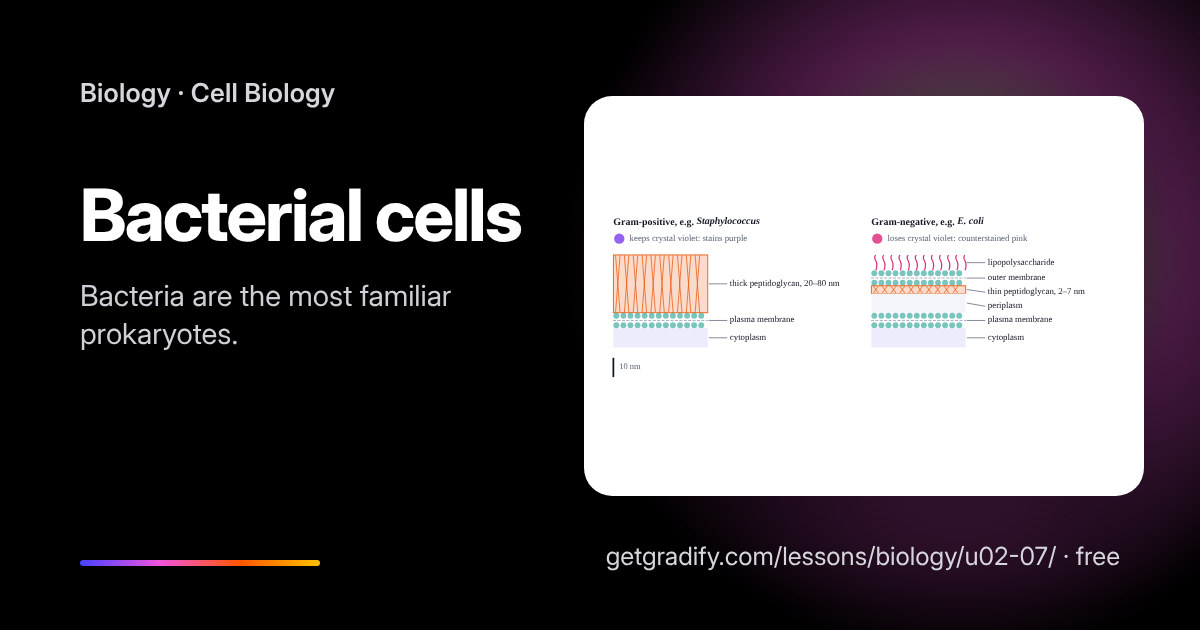 Biology · Cell Biology
Bacterial cells
Bacteria are the most familiar
prokaryotes.
Gram-positive, e.g. Staphylococcus
keeps crystal violet: stains purple
thick peptidoglycan, 20–80 nm
plasma membrane
cytoplasm
10 nm
Gram-negative, e.g. E. coli
loses crystal violet: counterstained pink
lipopolysaccharide
outer membrane
thin peptidoglycan, 2–7 nm
periplasm
plasma membrane
cytoplasm
getgradify.com/lessons/biology/u02-07/ · free